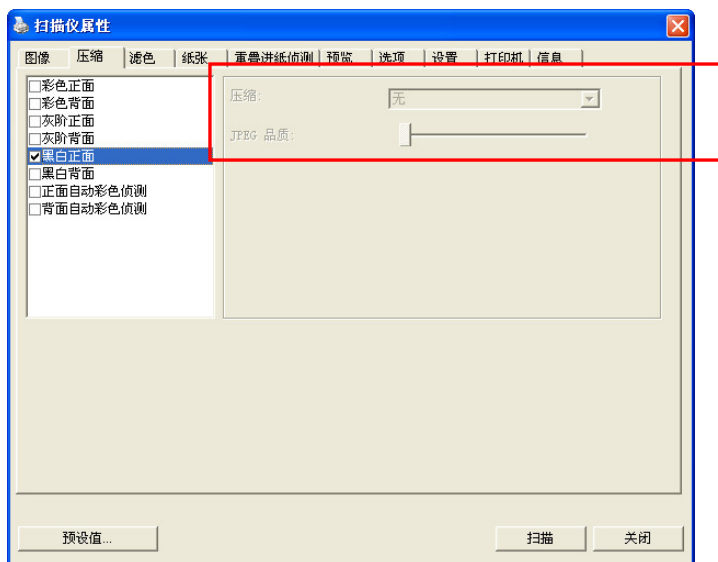 扫描仪属性
图像 压缩 滤色 纸张 重叠进纸侦测 预览 选项 设置 打印机 信息
彩色正面
彩色背面
灰阶正面
灰阶背面
黑白正面
黑白背面
正面自动彩色侦测
背面自动彩色侦测
压缩: 无
JPEG 品质:
预设值... 扫描 关闭